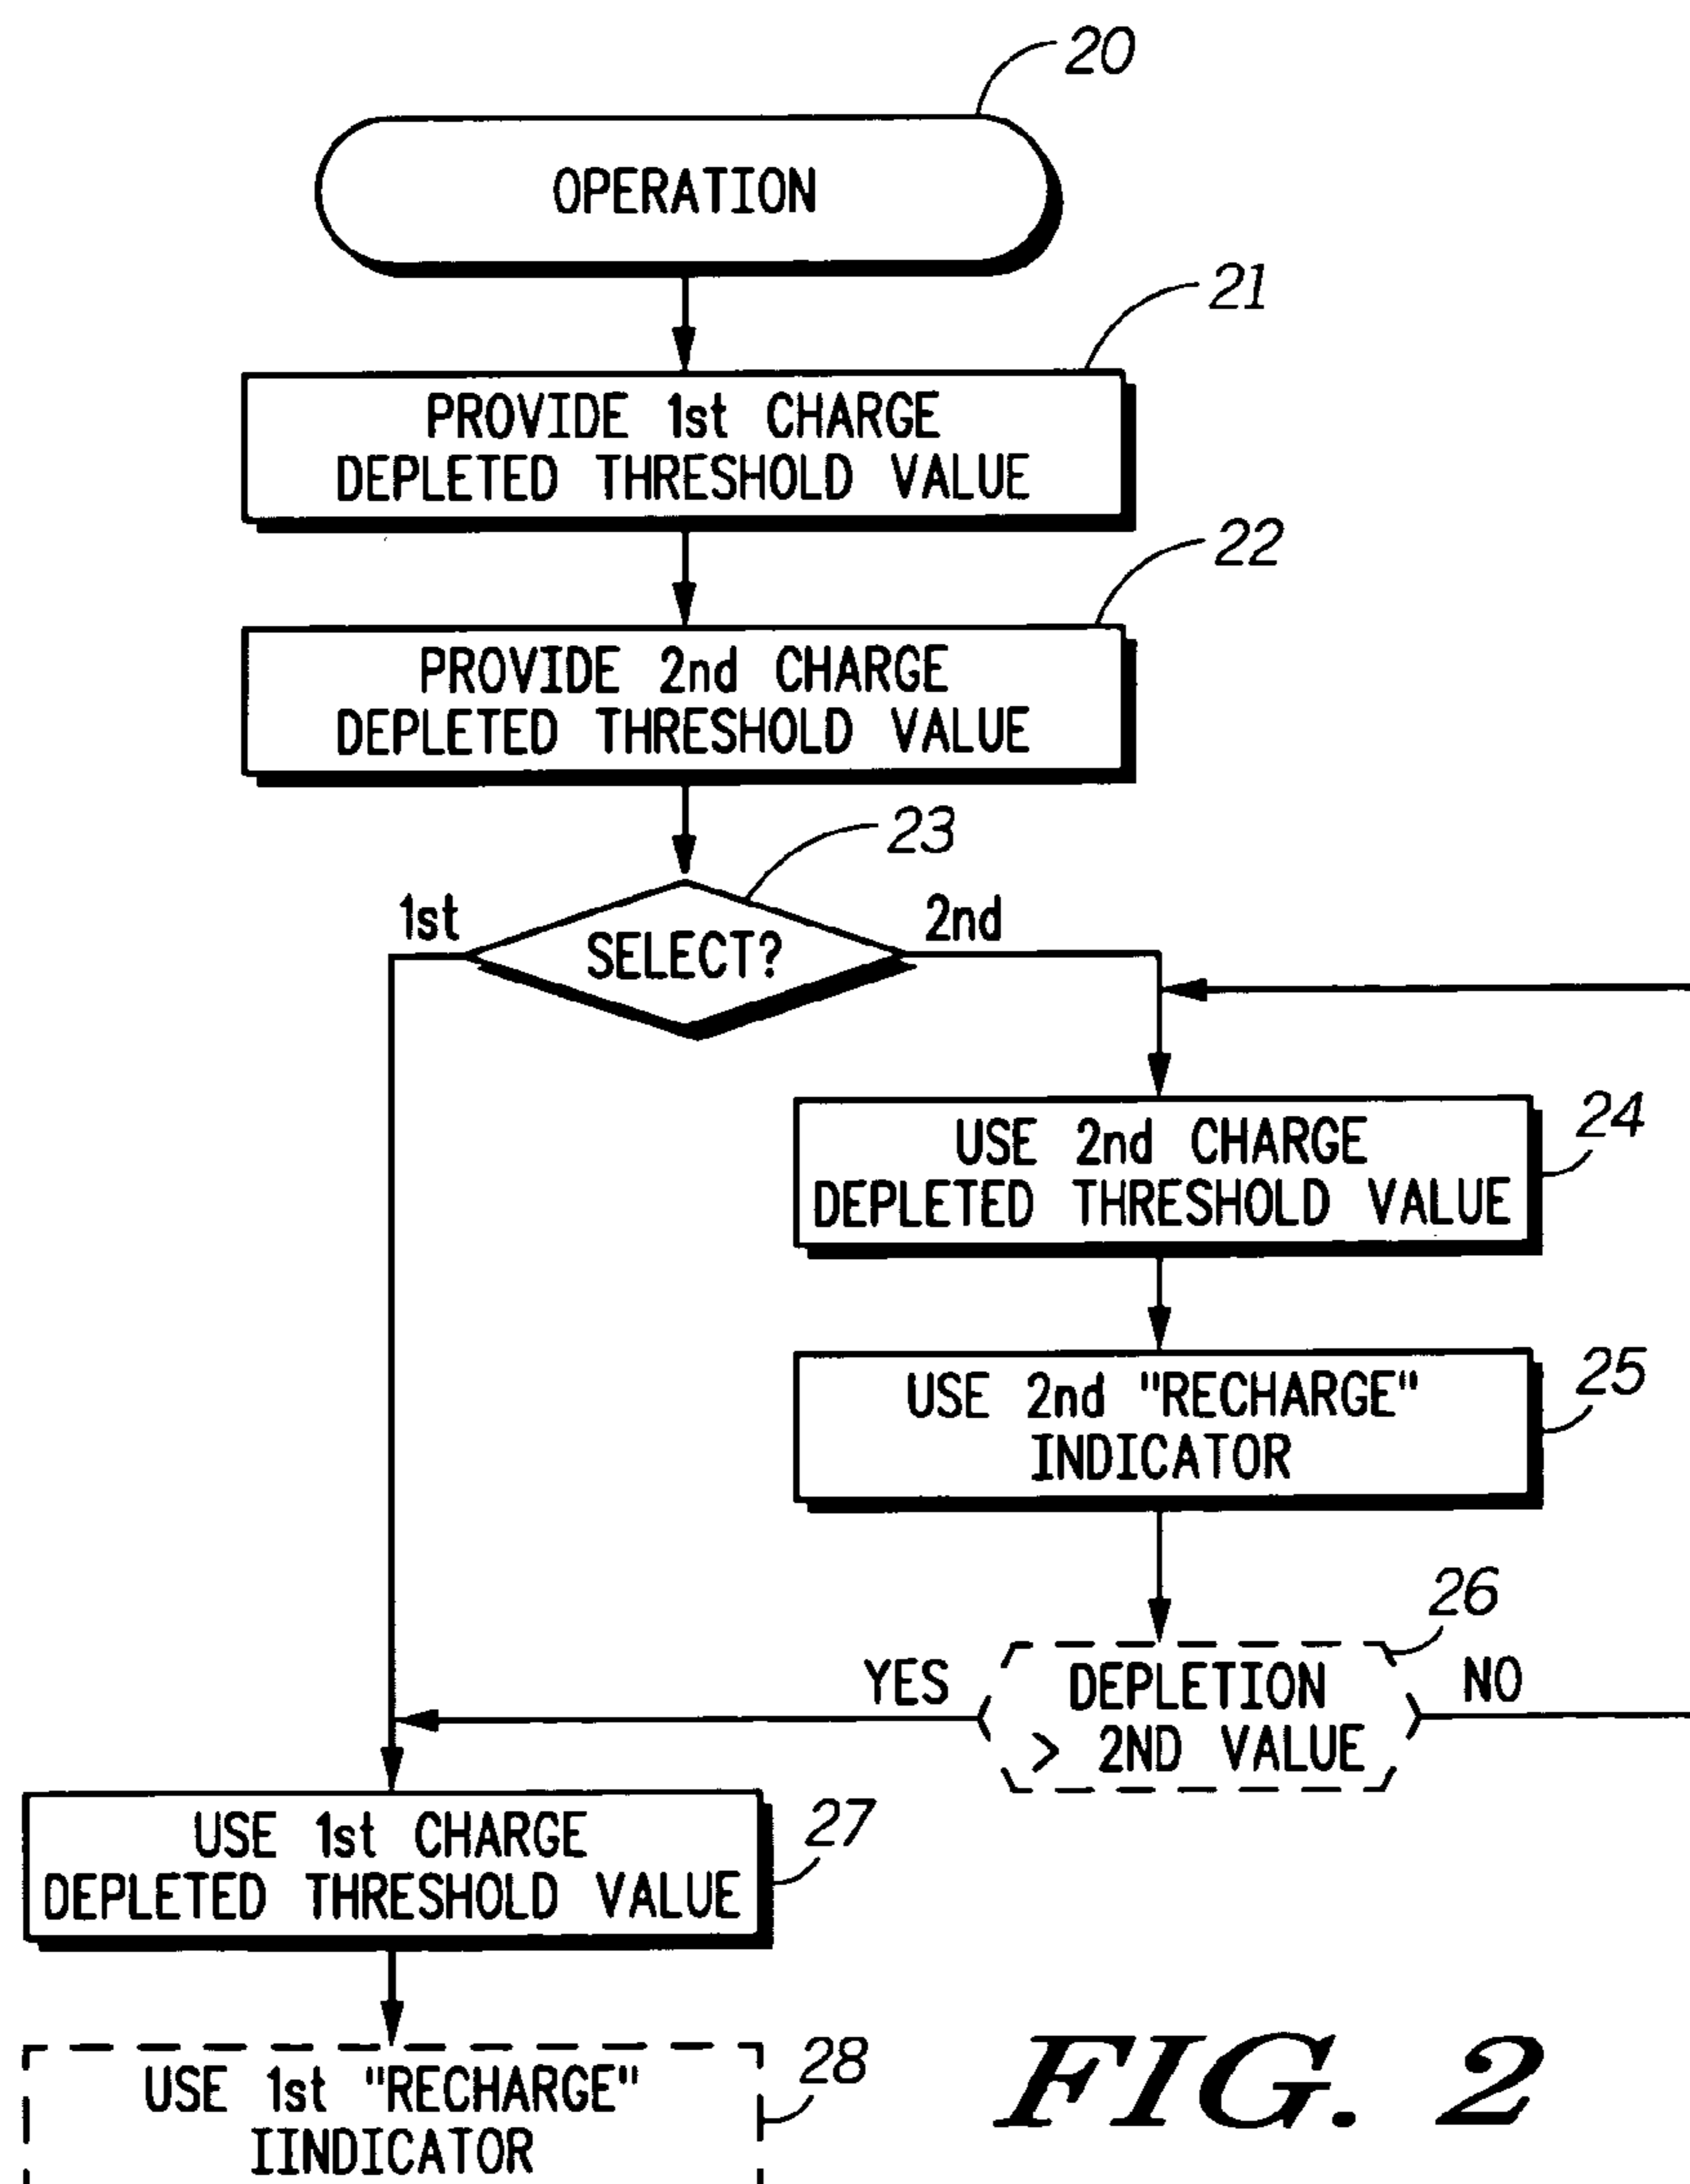 20
OPERATION
21
PROVIDE 1st CHARGE
DEPLETED THRESHOLD VALUE
22
PROVIDE 2nd CHARGE
DEPLETED THRESHOLD VALUE
23
1st
SELECT?
2nd
24
USE 2nd CHARGE
DEPLETED THRESHOLD VALUE
25
USE 2nd "RECHARGE"
INDICATOR
26
YES
DEPLETION
> 2ND VALUE
NO
27
USE 1st CHARGE
DEPLETED THRESHOLD VALUE
28
USE 1st "RECHARGE"
IINDICATOR
FIG. 2